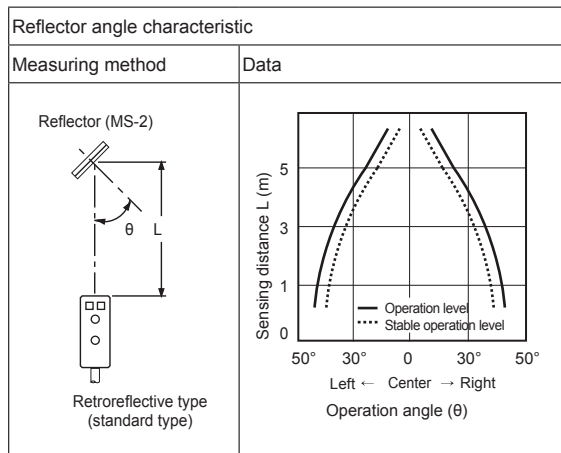 Reflector angle characteristic
Measuring method
Data
Reflector (MS-2)
θ
L
Retroreflective type
(standard type)
Sensing distance L (m)
5
3
1
0
Operation level
Stable operation level
50° 30° 0 30° 50°
Left ← Center → Right
Operation angle (θ)